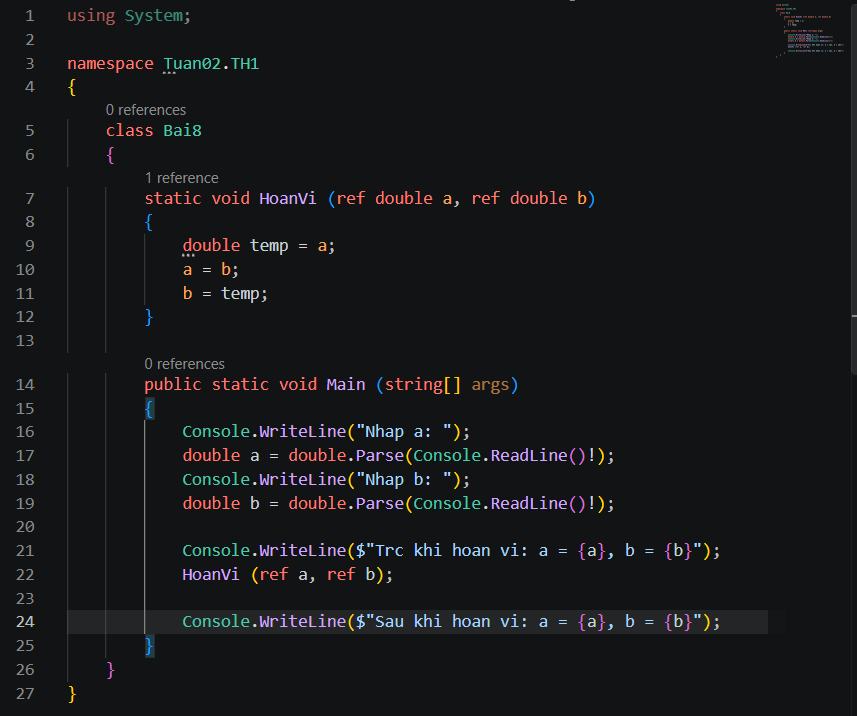 1 using System;
2
3 namespace Tuan02.TH1
4 {
0 references
5 class Bai8
6 {
1 reference
7 static void HoanVi (ref double a, ref double b)
8 {
9 double temp = a;
10 a = b;
11 b = temp;
12 }
13
0 references
14 public static void Main (string[] args)
15 {
16 Console.WriteLine("Nhap a: ");
17 double a = double.Parse(Console.ReadLine()!);
18 Console.WriteLine("Nhap b: ");
19 double b = double.Parse(Console.ReadLine()!);
20
21 Console.WriteLine($"Trc khi hoan vi: a = {a}, b = {b}");
22 HoanVi (ref a, ref b);
23
24 Console.WriteLine($"Sau khi hoan vi: a = {a}, b = {b}");
25 }
26 }
27 }